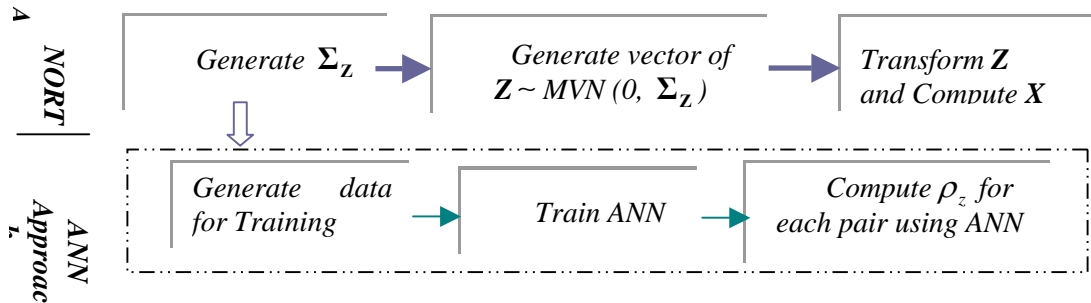 NORT
A
Generate Σ_Z
Generate vector of
Z ~ MVN (0, Σ_Z)
Transform Z
and Compute X
ANN
Approac
Generate data
for Training
Train ANN
Compute ρ_z for
each pair using ANN